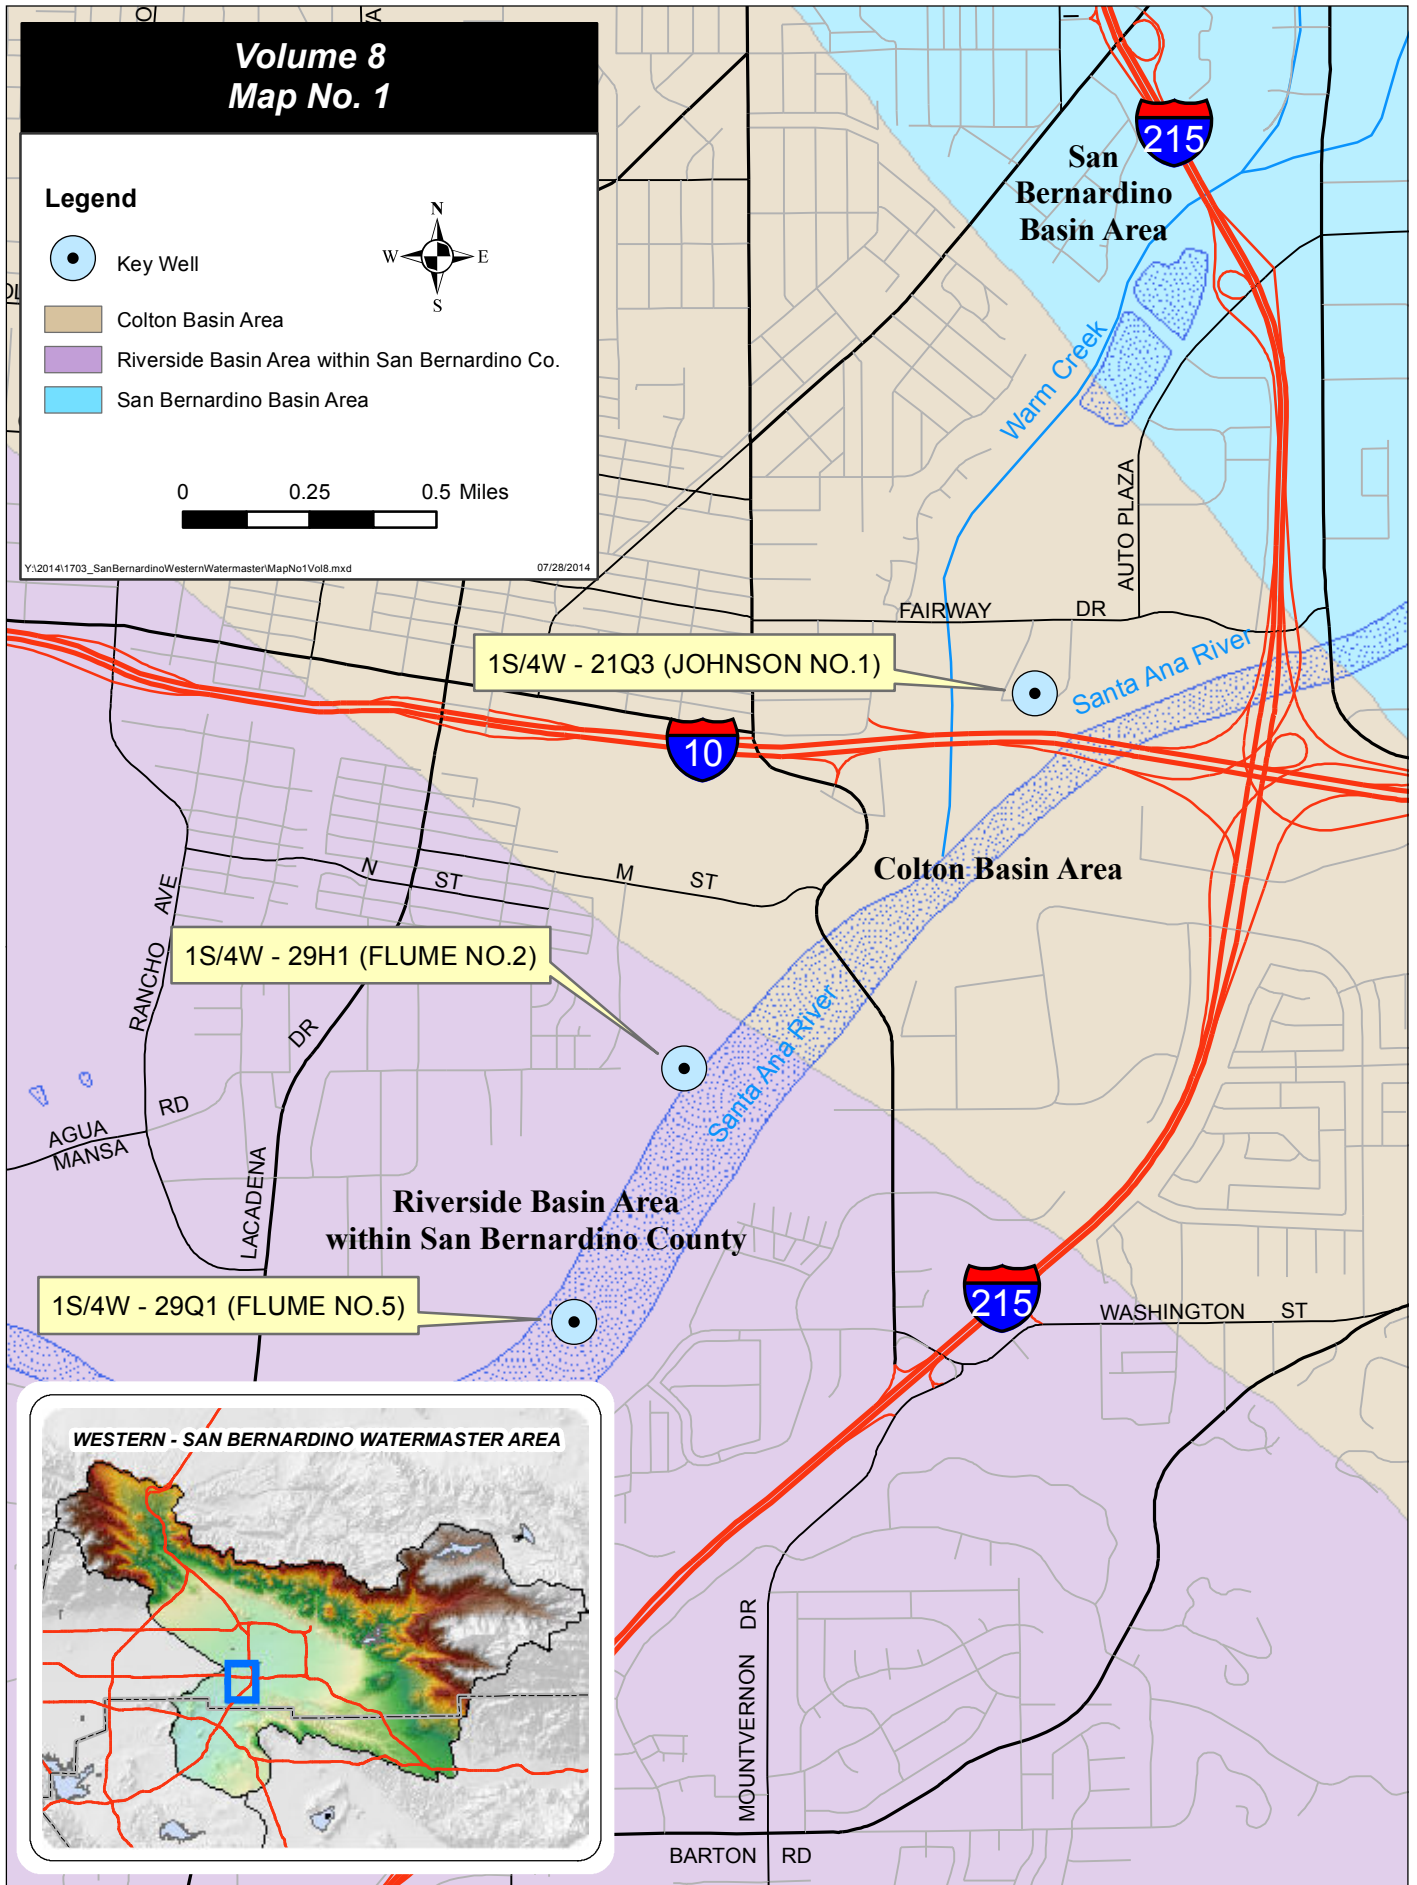 Volume 8
Map No. 1
Legend
Key Well
Colton Basin Area
Riverside Basin Area within San Bernardino Co.
San Bernardino Basin Area
N
W
E
S
0 0.25 0.5 Miles
Y:\2014\1703_SanBernardinoWesternWatermaster\MapNo1Vol8.mxd
07/28/2014
215
San
Bernardino
Basin Area
Warm Creek
AUTO PLAZA
FAIRWAY DR
1S/4W - 21Q3 (JOHNSON NO.1)
Santa Ana River
10
Colton Basin Area
N ST
M ST
RANCHO AVE
1S/4W - 29H1 (FLUME NO.2)
Santa Ana River
LACADENA DR
AGUA
MANSA
RD
Riverside Basin Area
within San Bernardino County
1S/4W - 29Q1 (FLUME NO.5)
215
WASHINGTON ST
WESTERN - SAN BERNARDINO WATERMASTER AREA
MOUNTVERNON DR
BARTON RD